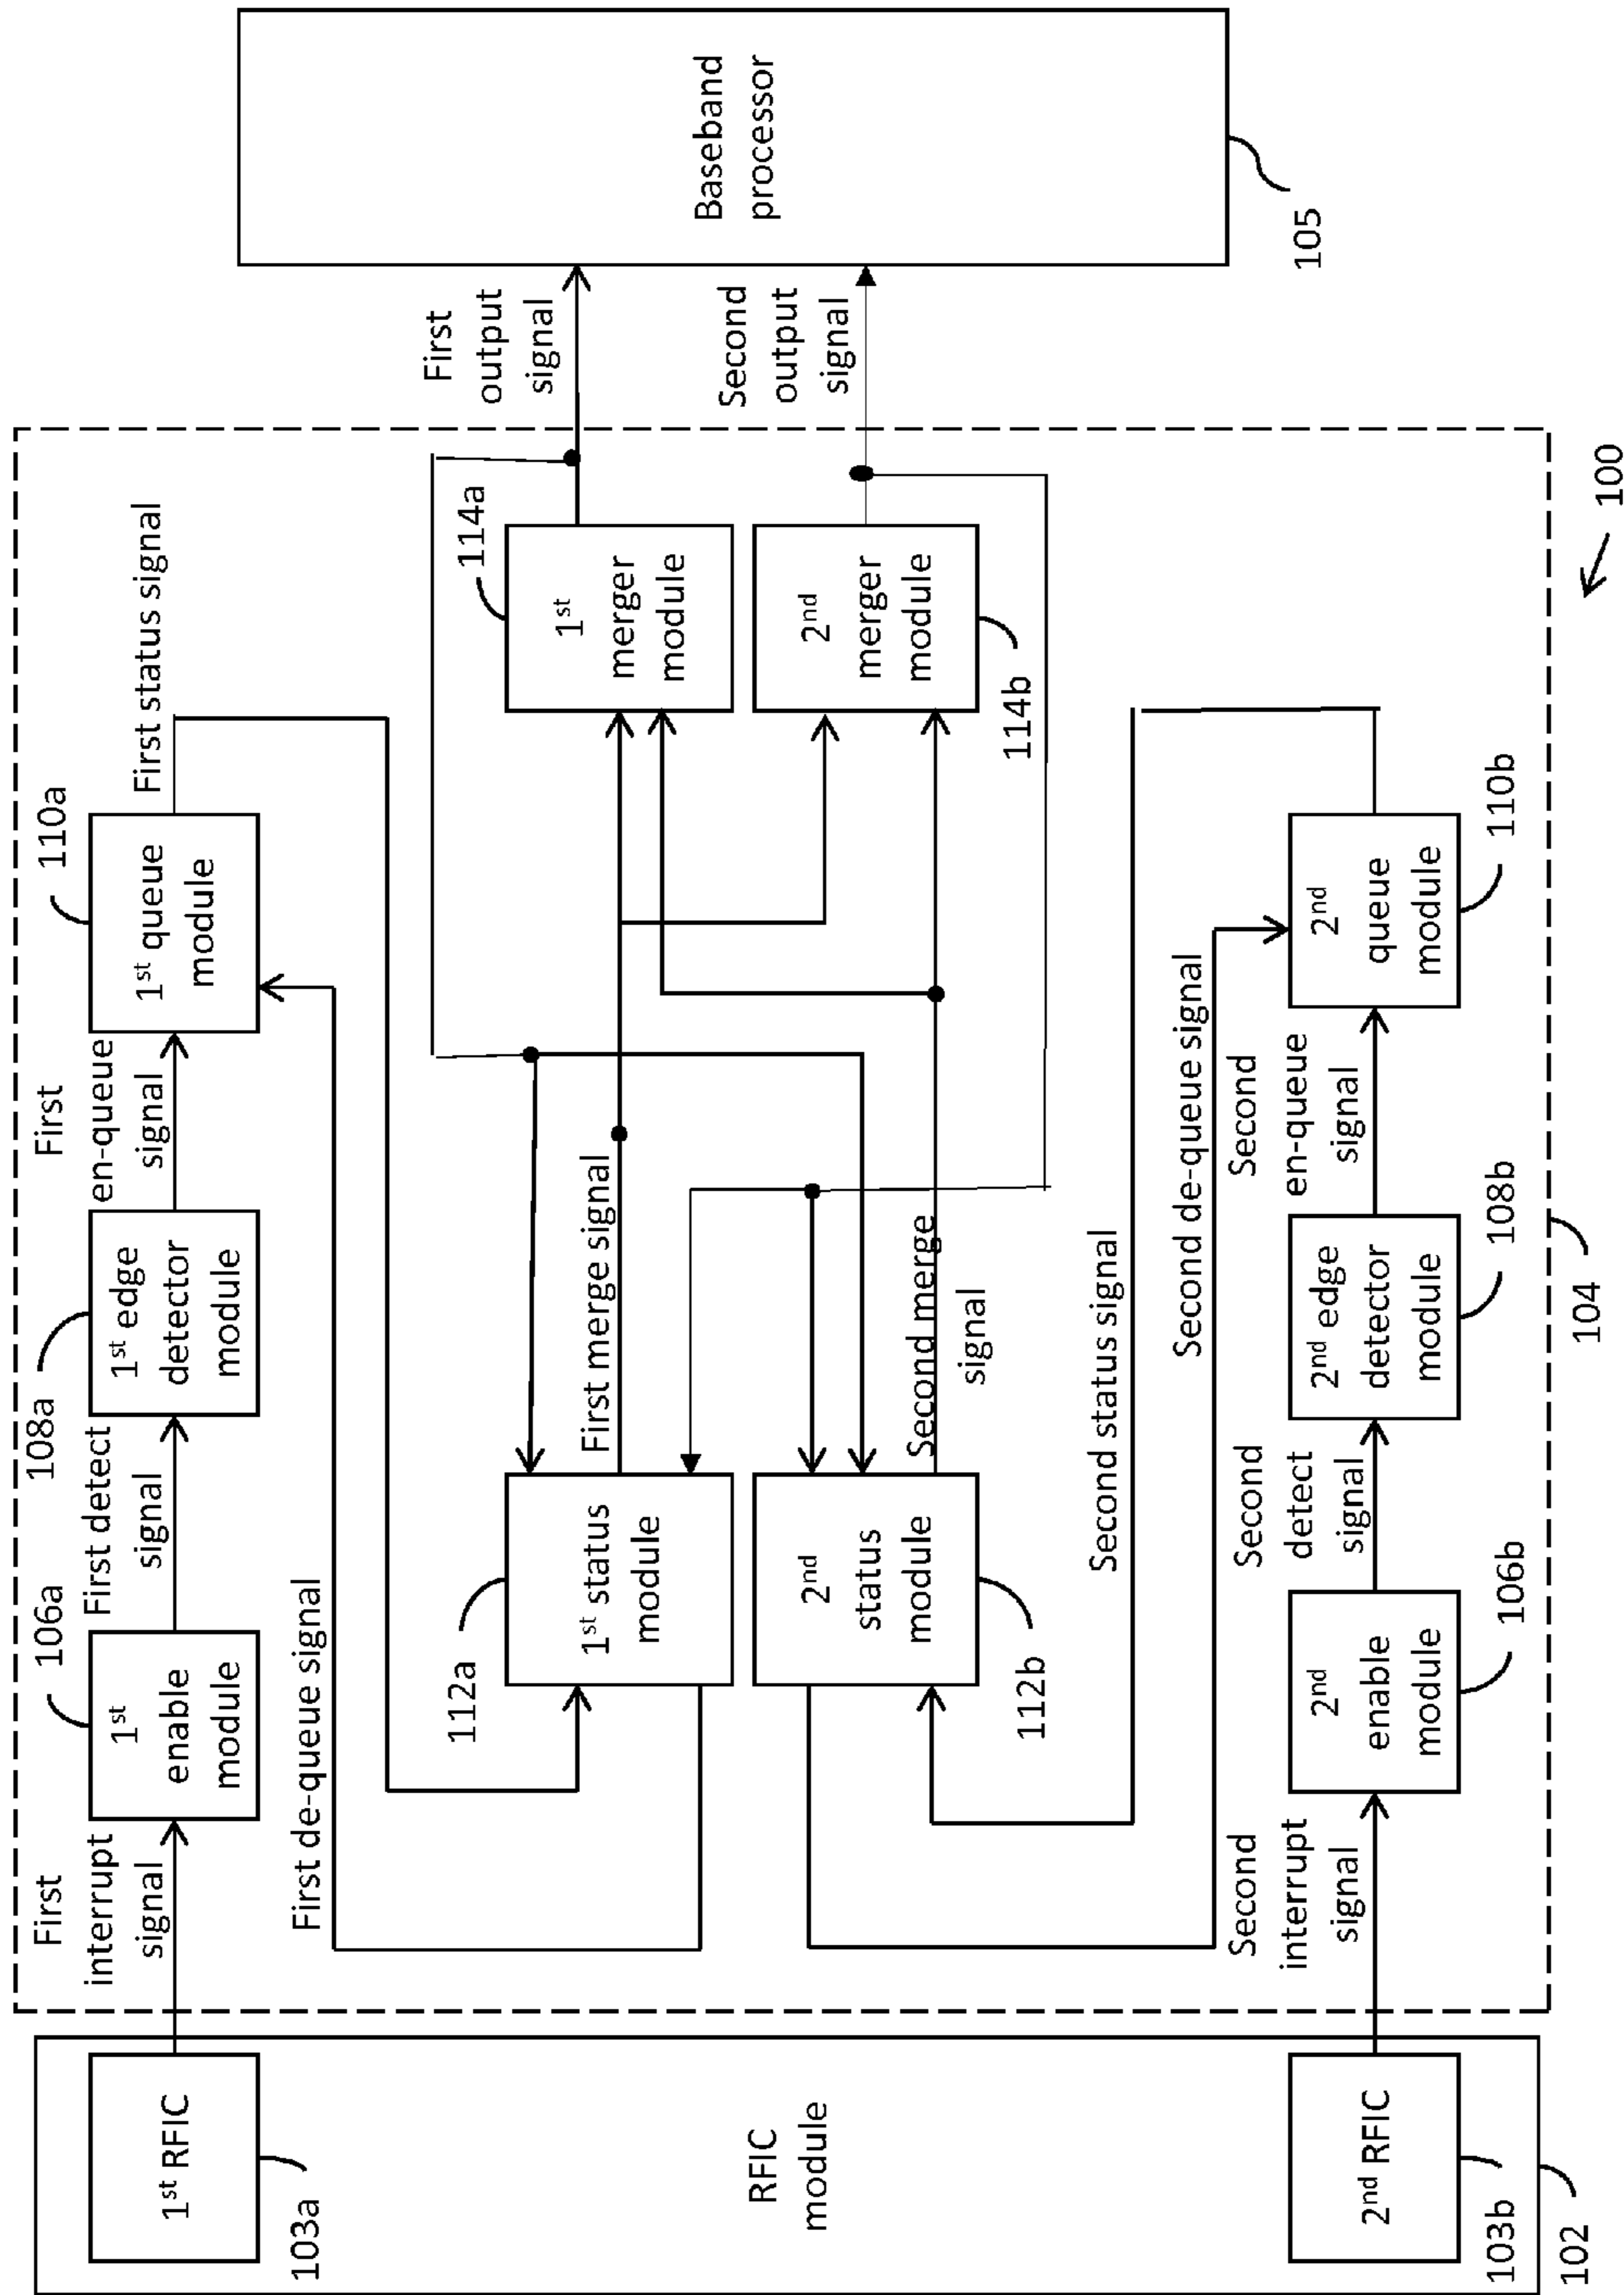 1st RFIC
103a
RFIC
module
2nd RFIC
103b
102
First
interrupt
signal
1st
enable
module
106a
First detect
signal
1st edge
detector
module
108a
First
en-queue
signal
1st queue
module
110a
First status signal
First de-queue signal
1st status
module
112a
First merge signal
2nd
status
module
112b
Second merge
signal
1st
merger
module
114a
2nd
merger
module
114b
First
output
signal
Second
output
signal
Baseband
processor
105
Second status signal
Second de-queue signal
Second
interrupt
signal
2nd
enable
module
106b
Second
detect
signal
2nd edge
detector
module
108b
Second
en-queue
signal
2nd
queue
module
110b
104
100